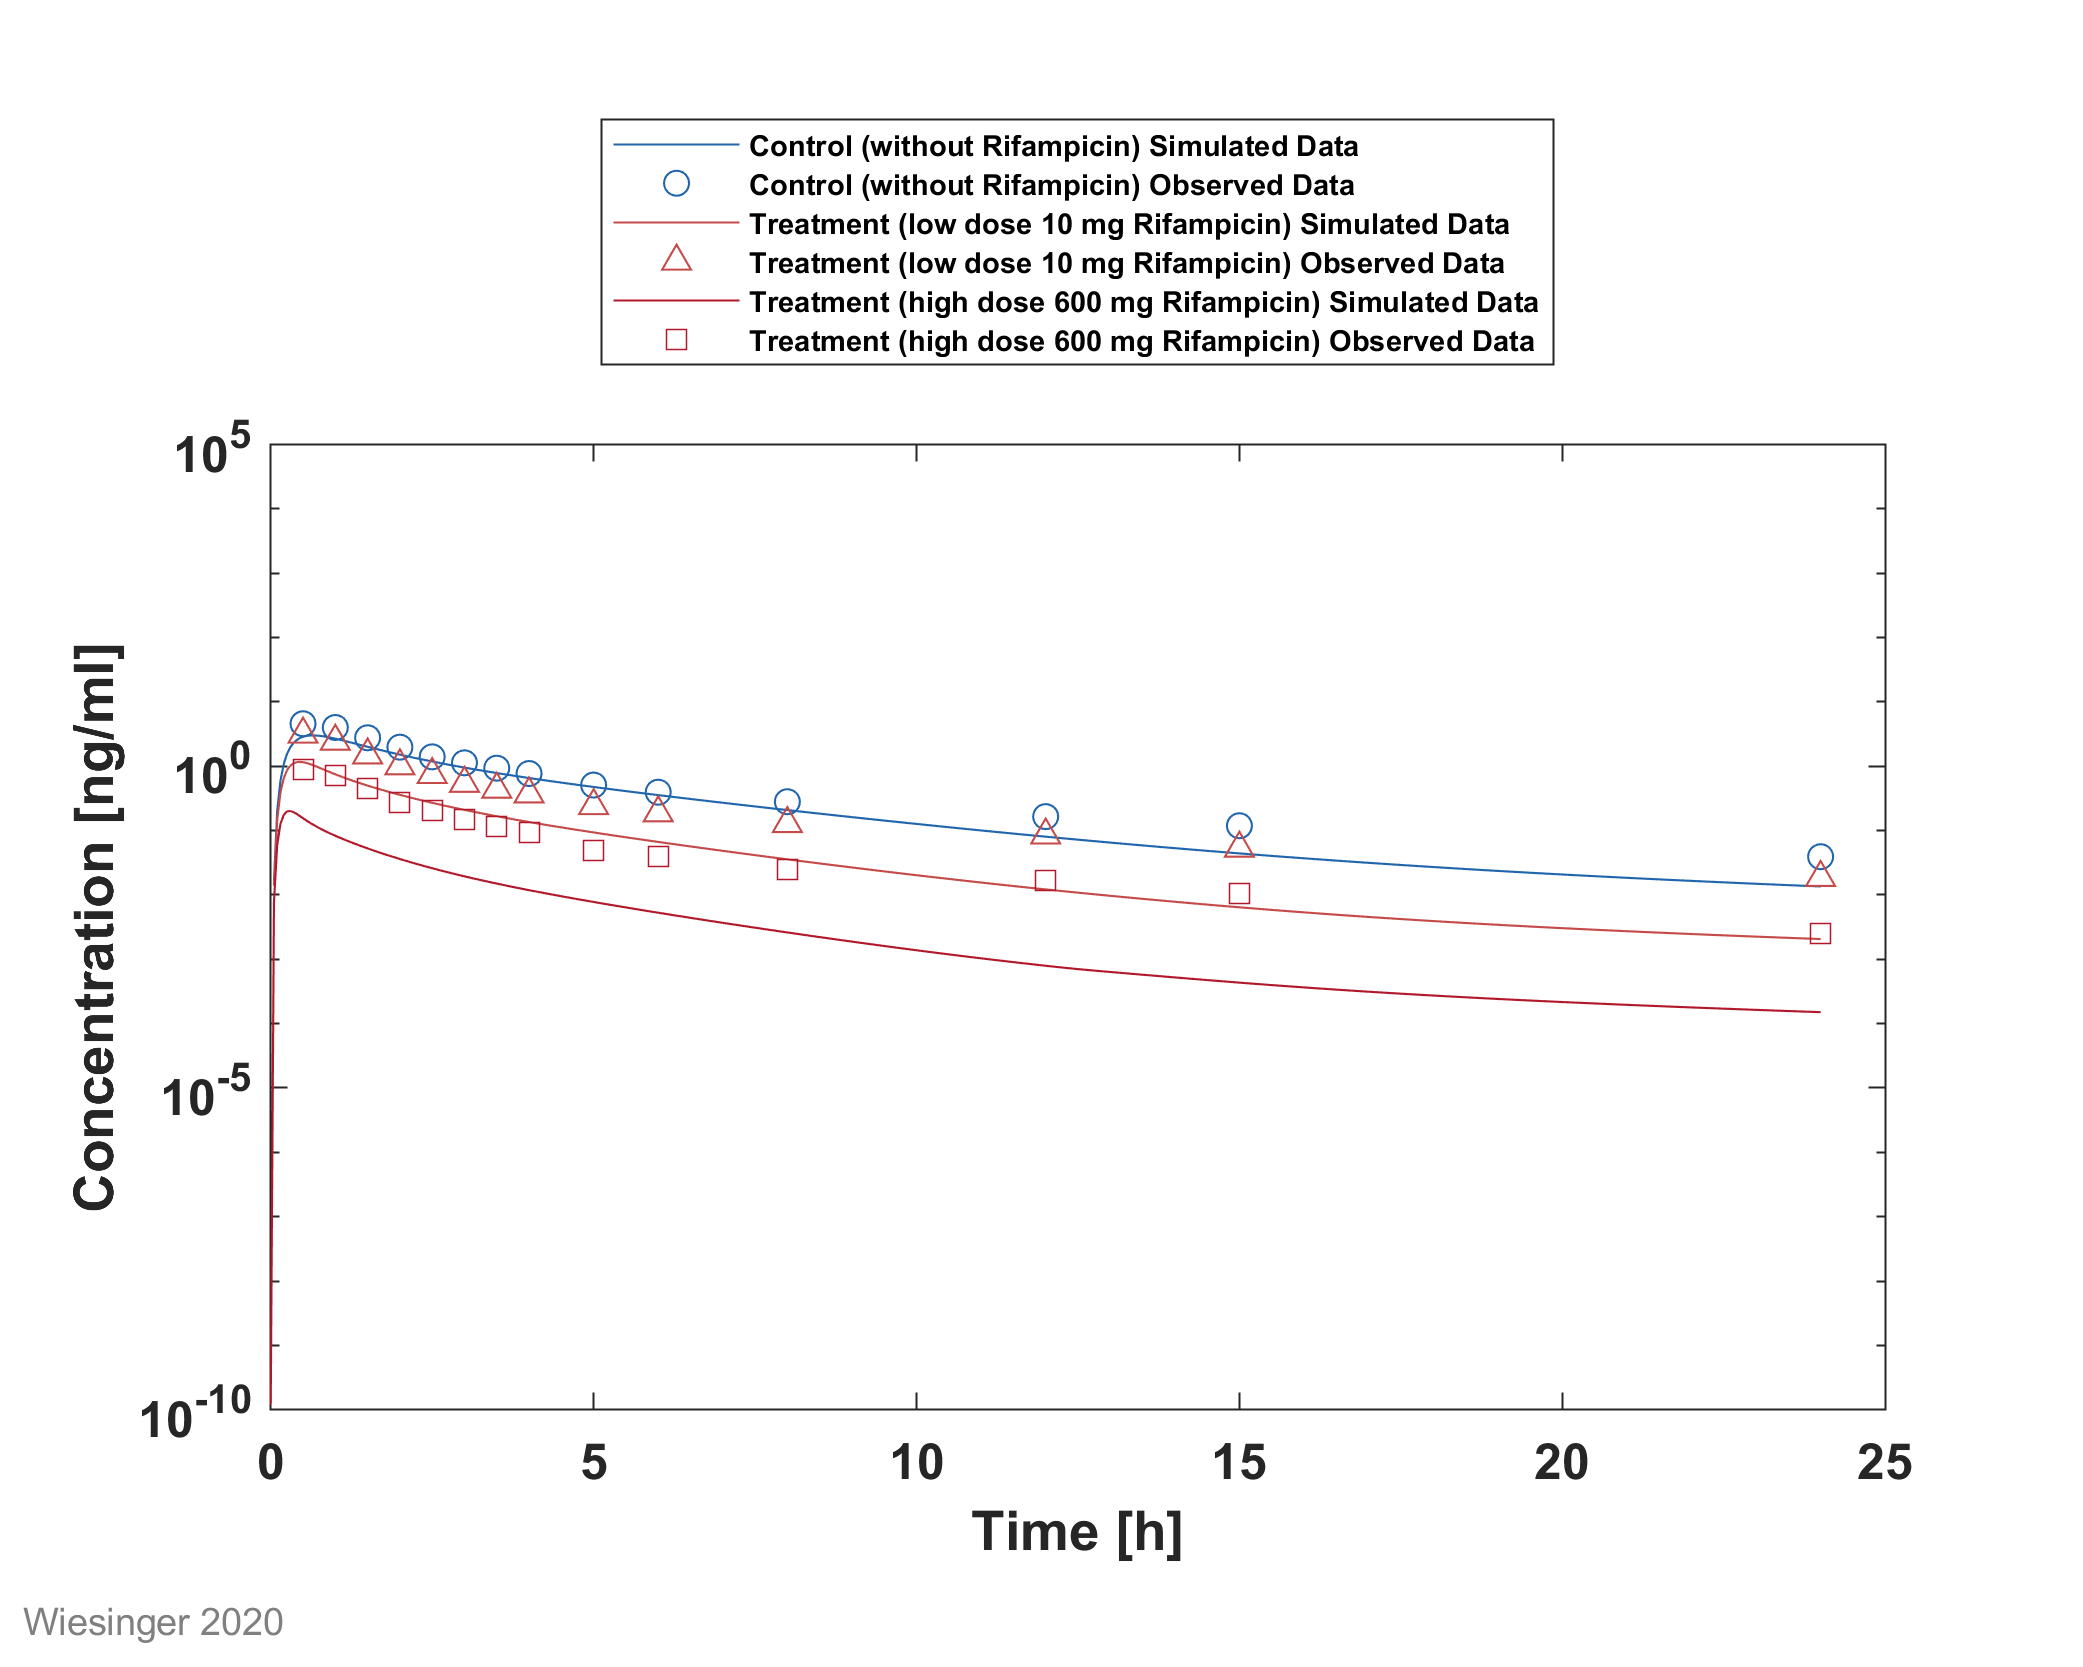 Control (without Rifampicin) Simulated Data
Control (without Rifampicin) Observed Data
Treatment (low dose 10 mg Rifampicin) Simulated Data
Treatment (low dose 10 mg Rifampicin) Observed Data
Treatment (high dose 600 mg Rifampicin) Simulated Data
Treatment (high dose 600 mg Rifampicin) Observed Data
10^5
10^0
10^-5
10^-10
Concentration [ng/ml]
0 5 10 15 20 25
Time [h]
Wiesinger 2020